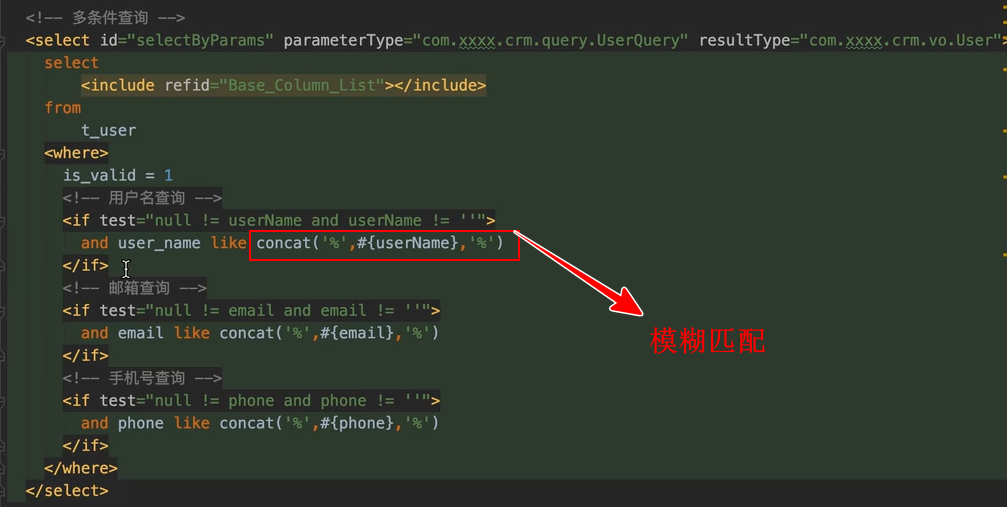 <!-- 多条件查询 -->
<select id="selectByParams" parameterType="com.xxxx.crm.query.UserQuery" resultType="com.xxxx.crm.vo.User">
select
<include refid="Base_Column_List"></include>
from
t_user
<where>
is_valid = 1
<!-- 用户名查询 -->
<if test="null != userName and userName != ''">
and user_name like concat('%',#{userName},'%')
</if>
<!-- 邮箱查询 -->
<if test="null != email and email != ''">
and email like concat('%',#{email},'%')
</if>
模糊匹配
<!-- 手机号查询 -->
<if test="null != phone and phone != ''">
and phone like concat('%',#{phone},'%')
</if>
</where>
</select>